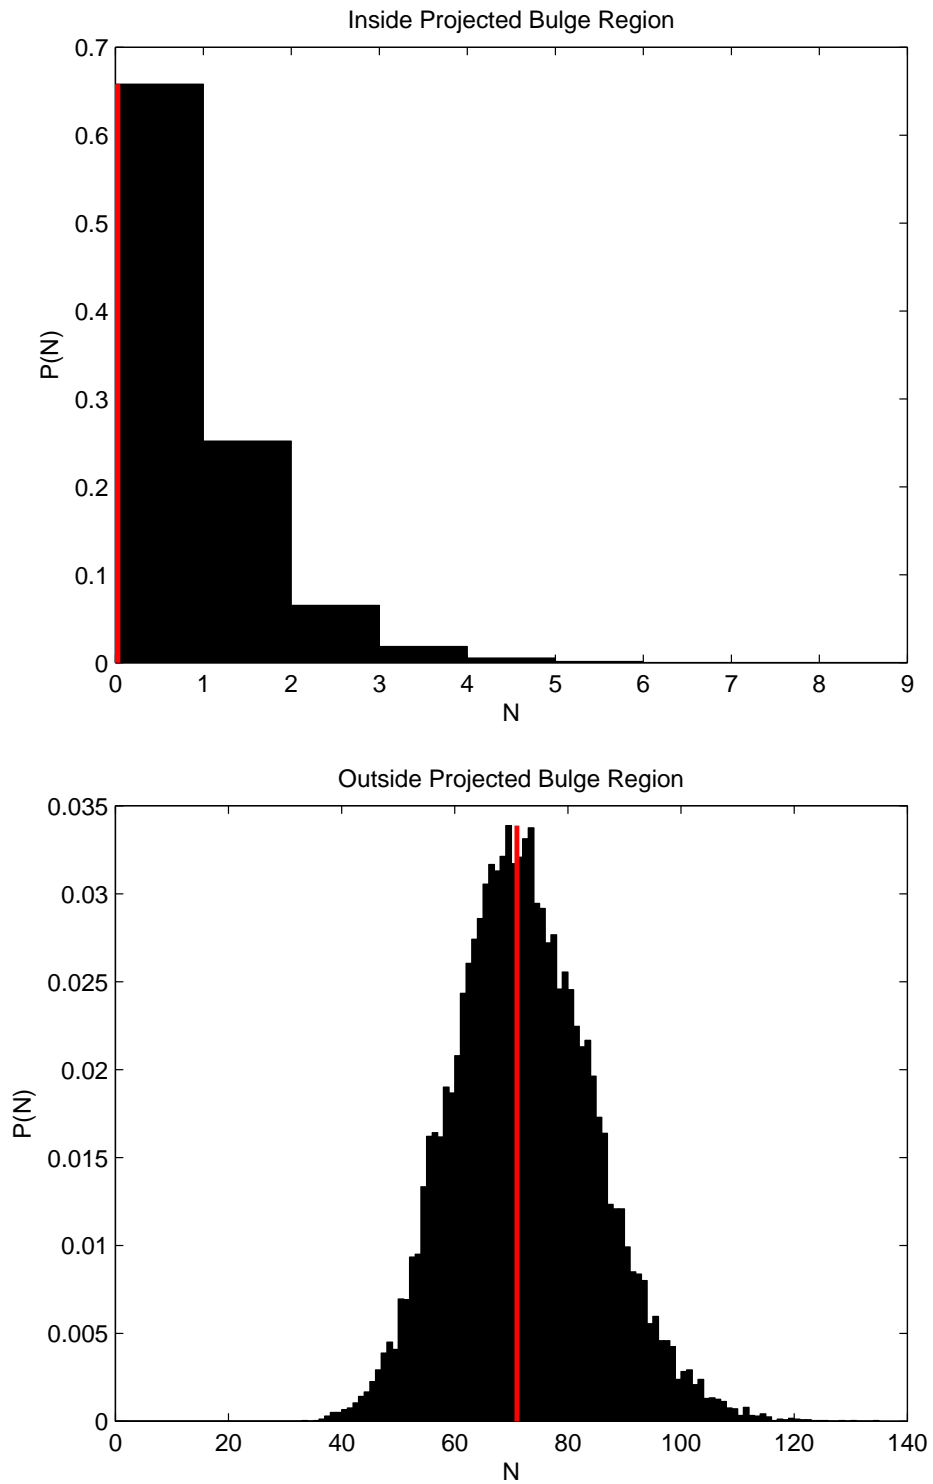 Inside Projected Bulge Region
0.7
0.6
0.5
0.4
0.3
0.2
0.1
0
P(N)
0 1 2 3 4 5 6 7 8 9
N
Outside Projected Bulge Region
0.035
0.03
0.025
0.02
0.015
0.01
0.005
0
P(N)
0 20 40 60 80 100 120 140
N